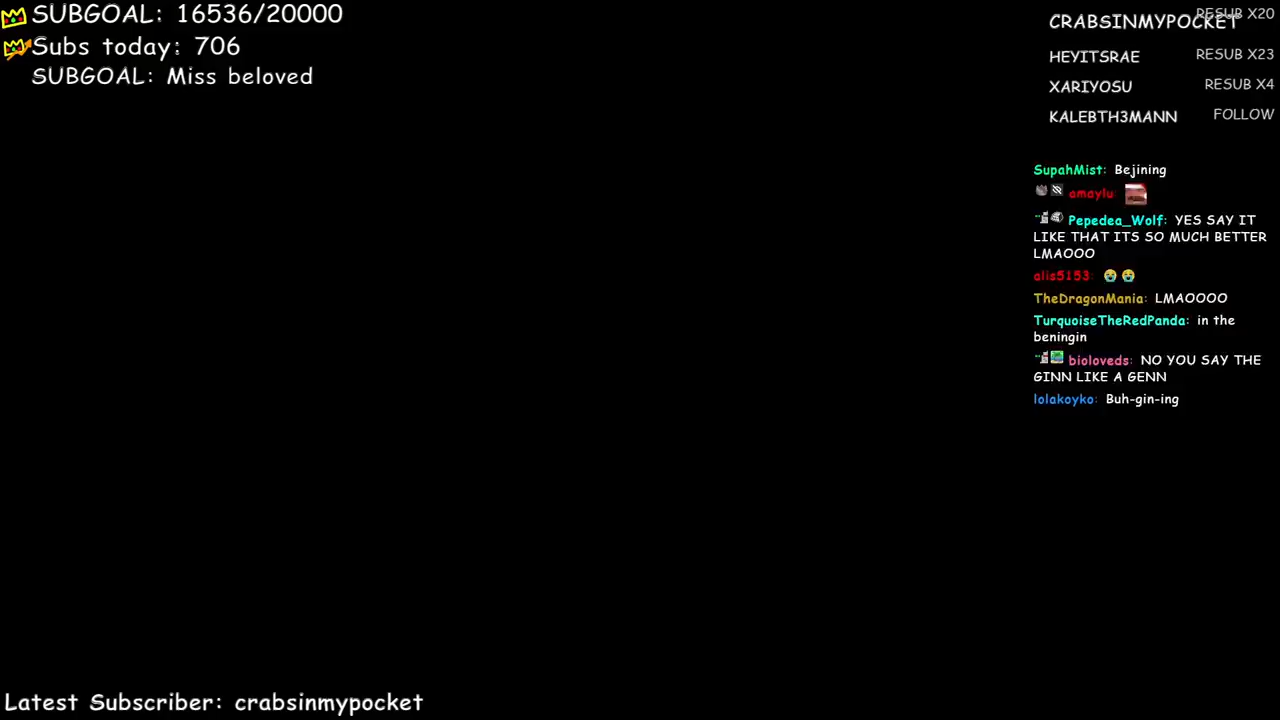 SUBGOAL: 16536/20000
Subs today: 706
SUBGOAL: Miss beloved
CRABSINMYPOCKET RESUB X20
HEYITSRAE RESUB X23
XARIYOSU RESUB X4
KALEBTH3MANN FOLLOW
SupahMist: Bejining
amaylu:
Pepedea_Wolf: YES SAY IT
LIKE THAT ITS SO MUCH BETTER
LMAOOO
alis5153: 😭 😭
TheDragonMania: LMAOOOO
TurquoiseTheRedPanda: in the
beningin
bioloveds: NO YOU SAY THE
GINN LIKE A GENN
lolakoyko: Buh-gin-ing
Latest Subscriber: crabsinmypocket